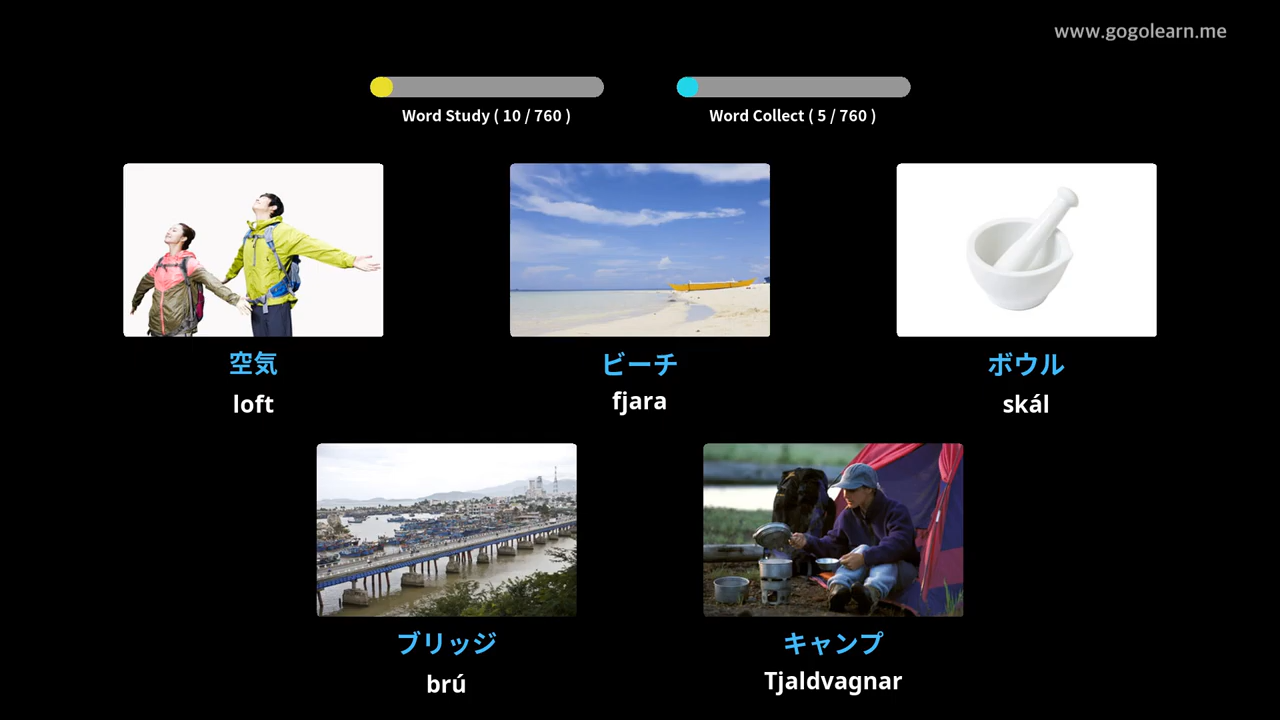 www.gogolearn.me
Word Study ( 10 / 760 )
Word Collect ( 5 / 760 )
空気
loft
ビーチ
fjara
ボウル
skál
ブリッジ
brú
キャンプ
Tjaldvagnar